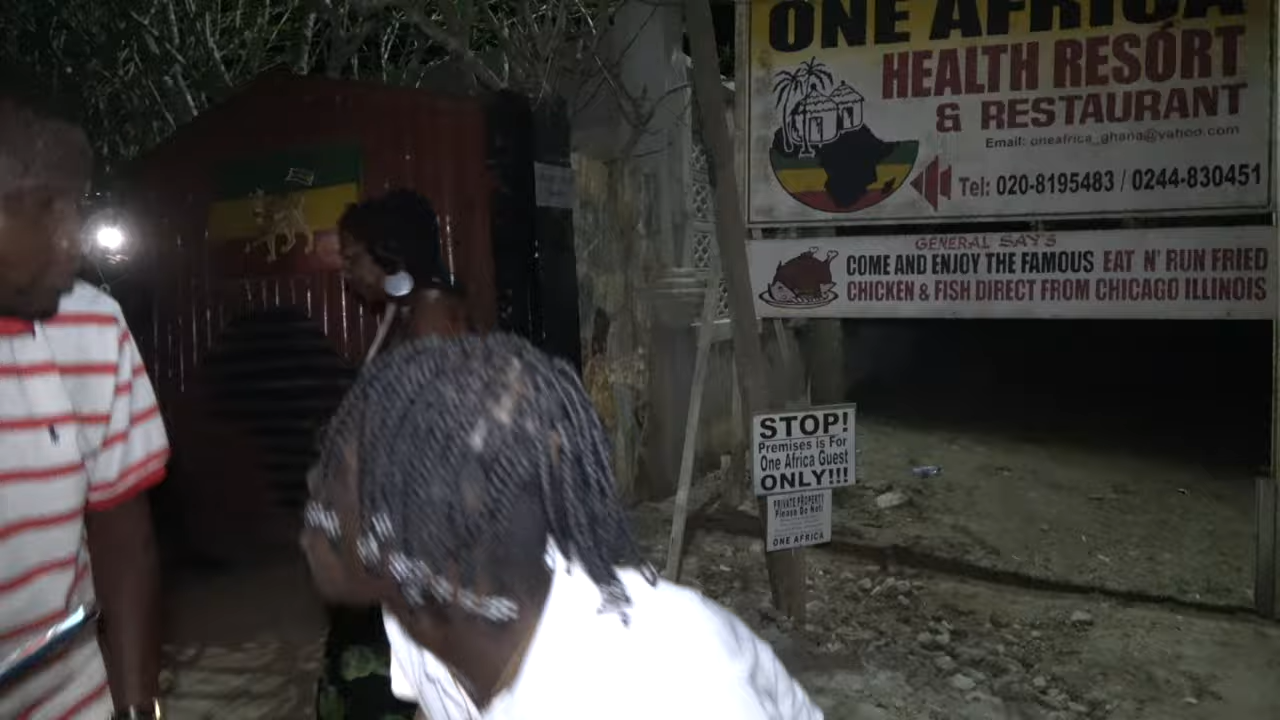 ONE AFRICA
HEALTH RESORT
& RESTAURANT
Email: oneafrica_ghana@yahoo.com
Tel: 020-8195483 / 0244-830451
GENERAL SAY'S
COME AND ENJOY THE FAMOUS EAT N' RUN FRIED
CHICKEN & FISH DIRECT FROM CHICAGO ILLINOIS
STOP!
Premises is For
One Africa Guest
ONLY!!!
PRIVATE PROPERTY
Please Do Not:
ONE AFRICA